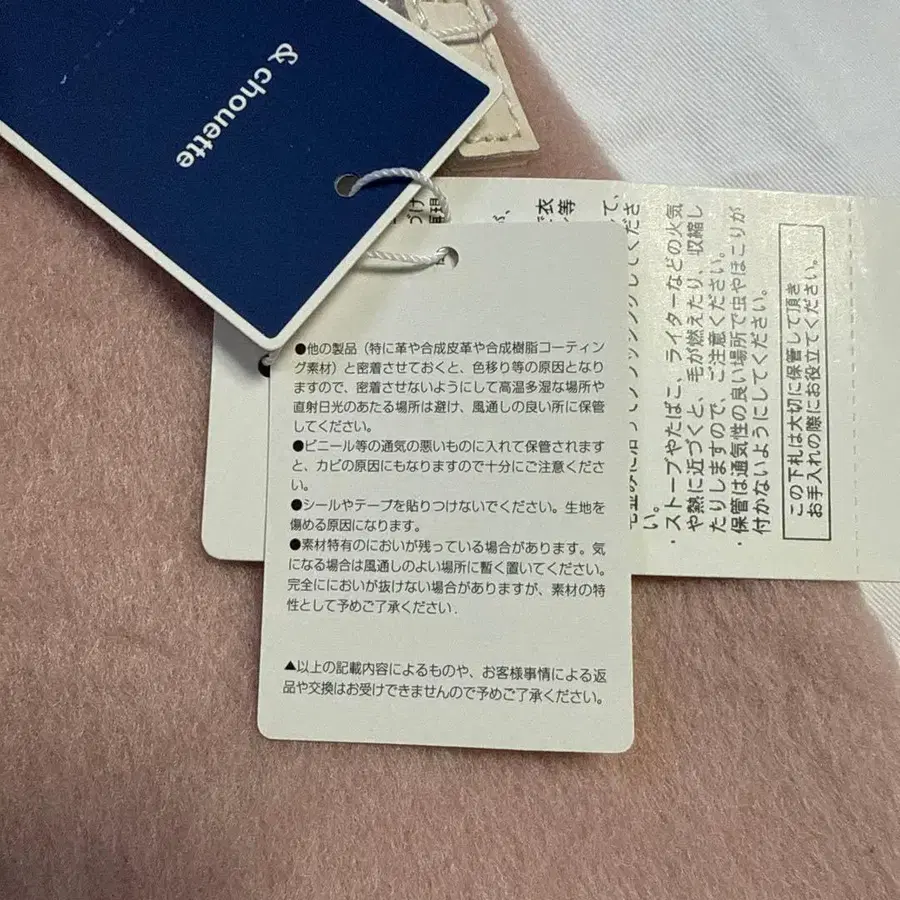 & chouette
●他の製品（特に革や合成皮革や合成樹脂コーティン
グ素材）と密着させておくと、色移り等の原因となり
ますので、密着させないようにして高温多湿な場所や
直射日光のあたる場所は避け、風通しの良い所に保管
してください。
●ビニール等の通気の悪いものに入れて保管されます
と、カビの原因にもなりますので十分にご注意くださ
い。
●シールやテープを貼りつけないでください。生地を
傷める原因になります。
●素材特有のにおいが残っている場合があります。気
になる場合は風通しのよい場所に暫く置いてください。
完全ににおいが抜けない場合がありますが、素材の特
性として予めご了承ください.
▲以上の記載内容によるものや、お客様事情による返
品や交換はお受けできませんので予めご了承ください。
い。
・ストーブやたばこ、ライターなどの火気
や熱に近づくと、毛が燃えたり、収縮し
たりしますので、ご注意ください。
・保管は通気性の良い場所で虫やほこりが
付かないようにしてください。
この下札は大切に保管して頂き
お手入れの際にお役立てください。